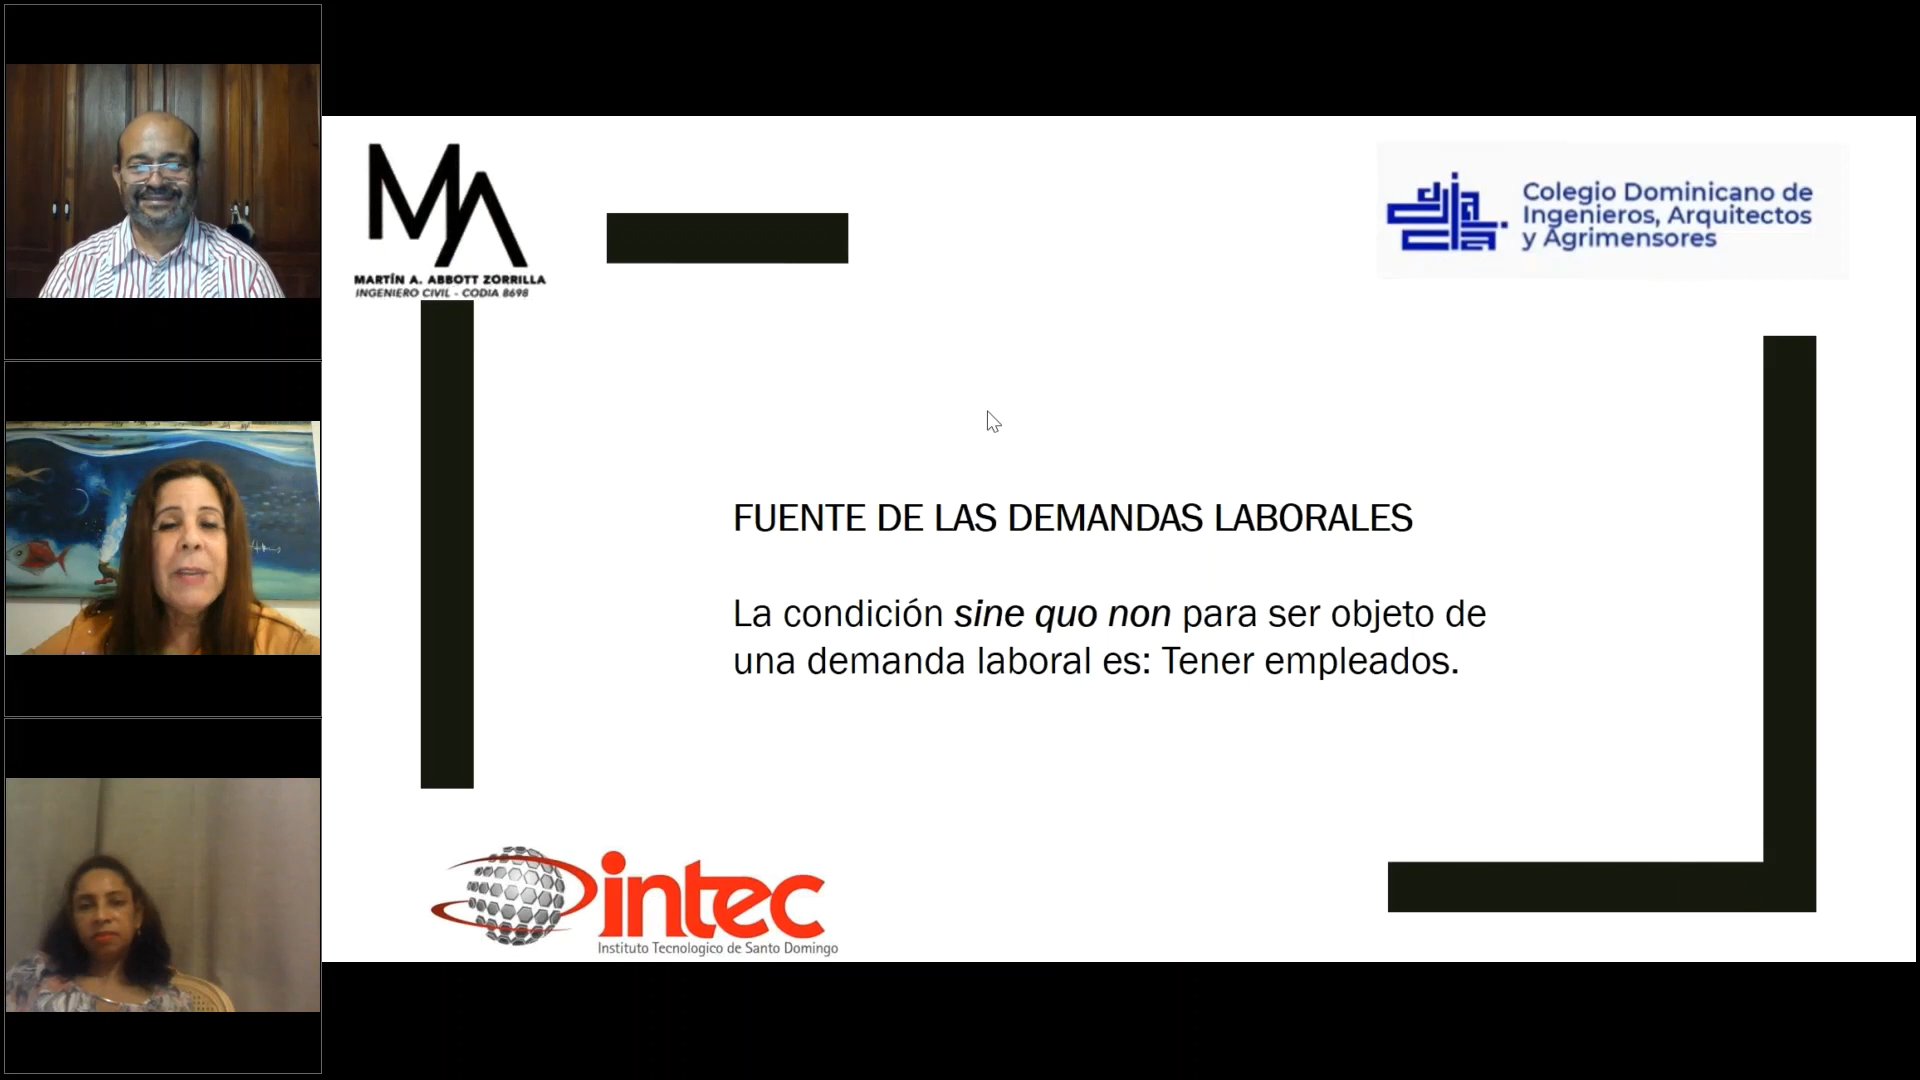 MARTÍN A. ABBOTT ZORRILLA
INGENIERO CIVIL - CODIA 8698
Colegio Dominicano de
Ingenieros, Arquitectos
y Agrimensores
FUENTE DE LAS DEMANDAS LABORALES
La condición sine quo non para ser objeto de
una demanda laboral es: Tener empleados.
intec
Instituto Tecnologico de Santo Domingo